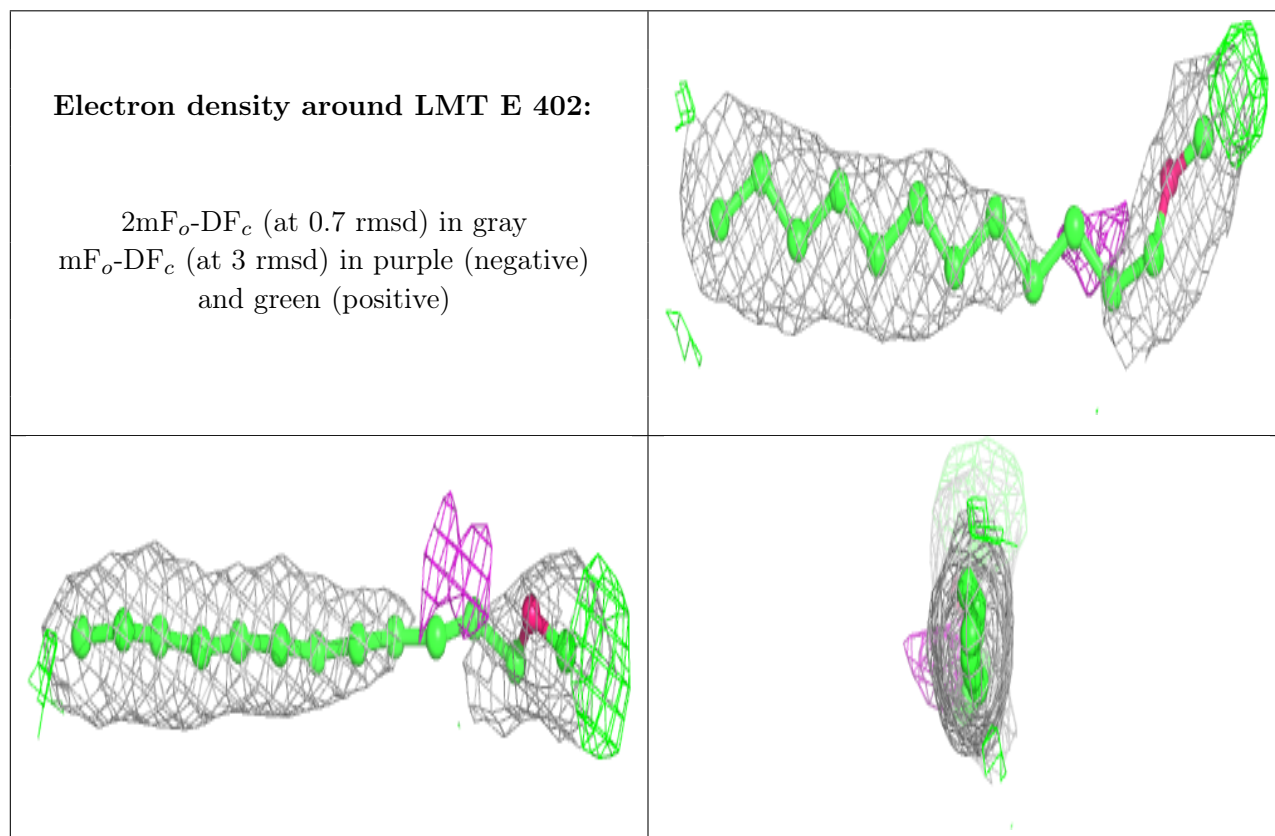 Electron density around LMT E 402:
2mFo-DFc (at 0.7 rmsd) in gray
mFo-DFc (at 3 rmsd) in purple (negative)
and green (positive)